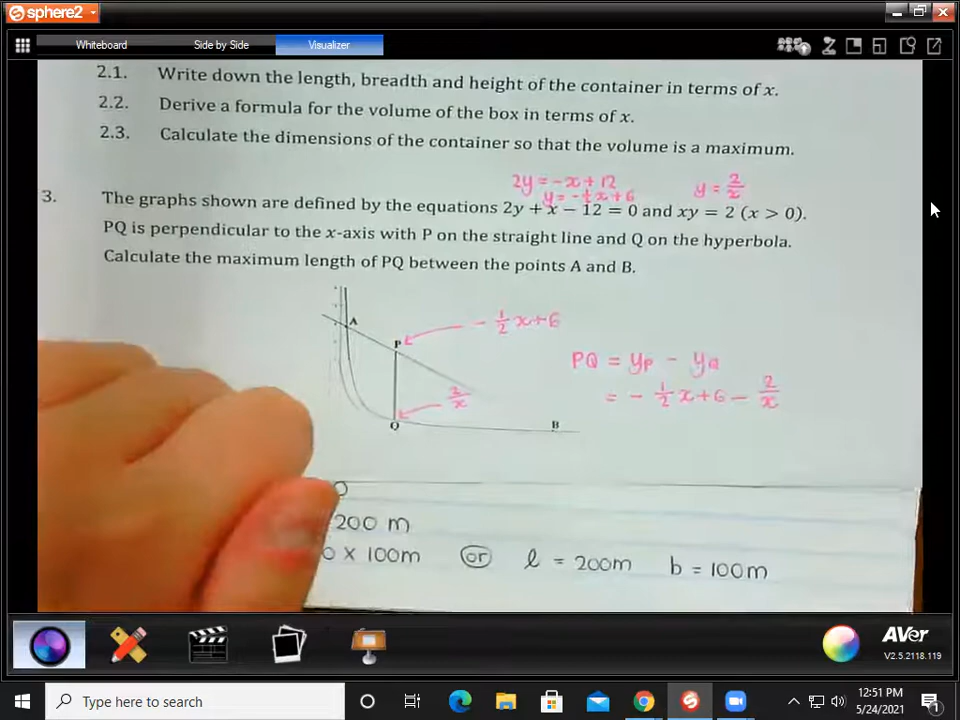 sphere2
Whiteboard
Side by Side
Visualizer
2.1. Write down the length, breadth and height of the container in terms of x.
2.2. Derive a formula for the volume of the box in terms of x.
2.3. Calculate the dimensions of the container so that the volume is a maximum.
2y = -x+12
y = -½x+6
y = 2/x
3. The graphs shown are defined by the equations 2y + x − 12 = 0 and xy = 2 (x > 0).
PQ is perpendicular to the x-axis with P on the straight line and Q on the hyperbola.
Calculate the maximum length of PQ between the points A and B.
A
P
- ½x+6
2/x
Q
B
PQ = yP - yQ
= - ½x+6 - 2/x
200 m
0 x 100m or l = 200m b = 100m
AVer
V2.5.2118.119
Type here to search
12:51 PM
5/24/2021
1